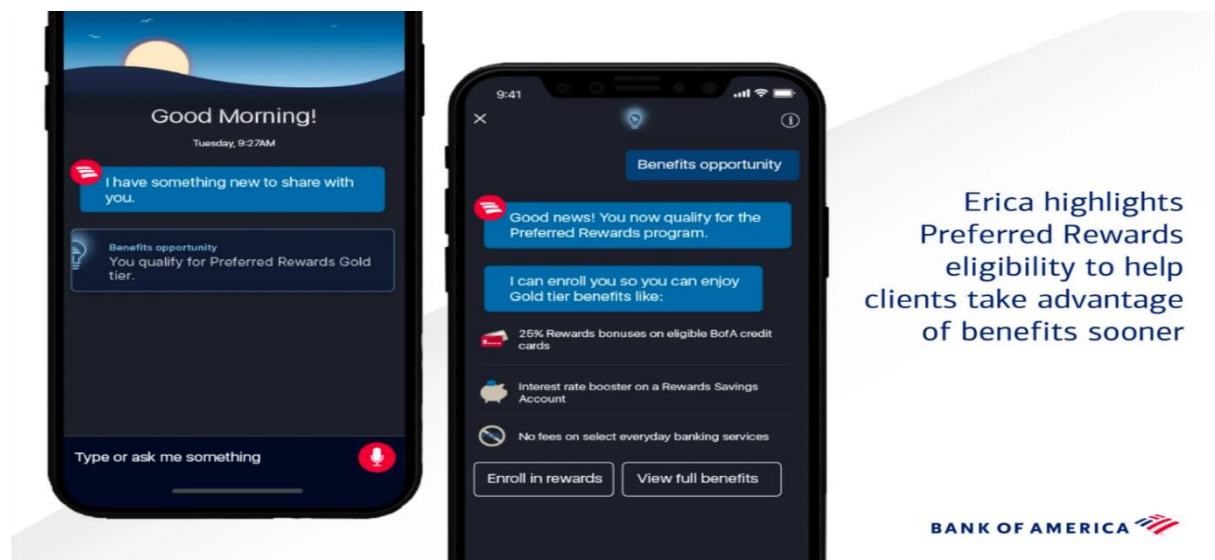 Good Morning!
Tuesday, 9:27AM
I have something new to share with
you.
Benefits opportunity
You qualify for Preferred Rewards Gold
tier.
Type or ask me something
9:41
Benefits opportunity
Good news! You now qualify for the
Preferred Rewards program.
I can enroll you so you can enjoy
Gold tier benefits like:
25% Rewards bonuses on eligible BofA credit
cards
Interest rate booster on a Rewards Savings
Account
No fees on select everyday banking services
Enroll in rewards
View full benefits
Erica highlights
Preferred Rewards
eligibility to help
clients take advantage
of benefits sooner
BANK OF AMERICA